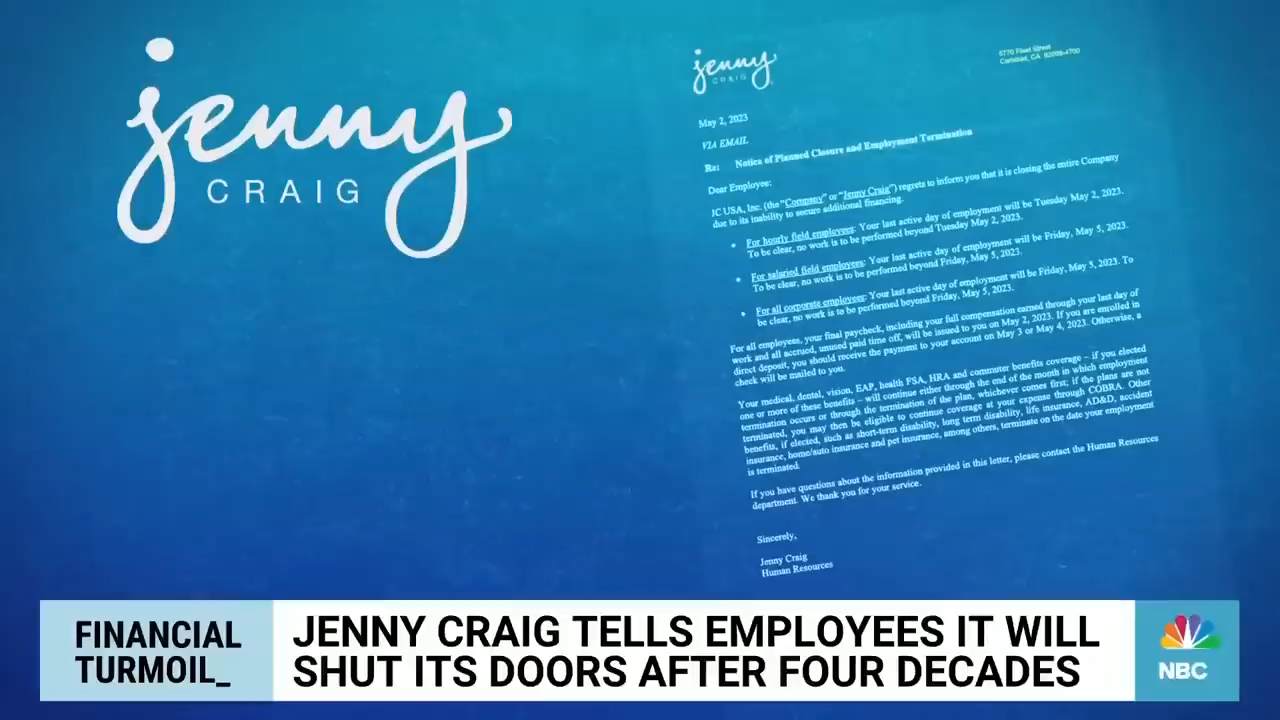 jenny
CRAIG
jenny
CRAIG
5770 Fleet Street
Carlsbad, CA 92008-4700
May 2, 2023
VIA EMAIL
Re: Notice of Planned Closure and Employment Termination
Dear Employee:
JC USA, Inc. (the "Company" or "Jenny Craig") regrets to inform you that it is closing the entire Company
due to its inability to secure additional financing.
• For hourly field employees: Your last active day of employment will be Tuesday May 2, 2023.
To be clear, no work is to be performed beyond Tuesday May 2, 2023.
• For salaried field employees: Your last active day of employment will be Friday, May 5, 2023.
To be clear, no work is to be performed beyond Friday, May 5, 2023.
• For all corporate employees: Your last active day of employment will be Friday, May 5, 2023. To
be clear, no work is to be performed beyond Friday, May 5, 2023.
For all employees, your final paycheck, including your full compensation earned through your last day of
work and all accrued, unused paid time off, will be issued to you on May 2, 2023. If you are enrolled in
direct deposit, you should receive the payment to your account on May 3 or May 4, 2023. Otherwise, a
check will be mailed to you.
Your medical, dental, vision, EAP, health FSA, HRA and commuter benefits coverage – if you elected
one or more of these benefits – will continue either through the end of the month in which employment
termination occurs or through the termination of the plan, whichever comes first; if the plans are not
terminated, you may then be eligible to continue coverage at your expense through COBRA. Other
benefits, if elected, such as short-term disability, long term disability, life insurance, AD&D, accident
insurance, home/auto insurance and pet insurance, among others, terminate on the date your employment
is terminated.
If you have questions about the information provided in this letter, please contact the Human Resources
department. We thank you for your service.
Sincerely,
Jenny Craig
Human Resources
FINANCIAL
TURMOIL_
JENNY CRAIG TELLS EMPLOYEES IT WILL
SHUT ITS DOORS AFTER FOUR DECADES
NBC